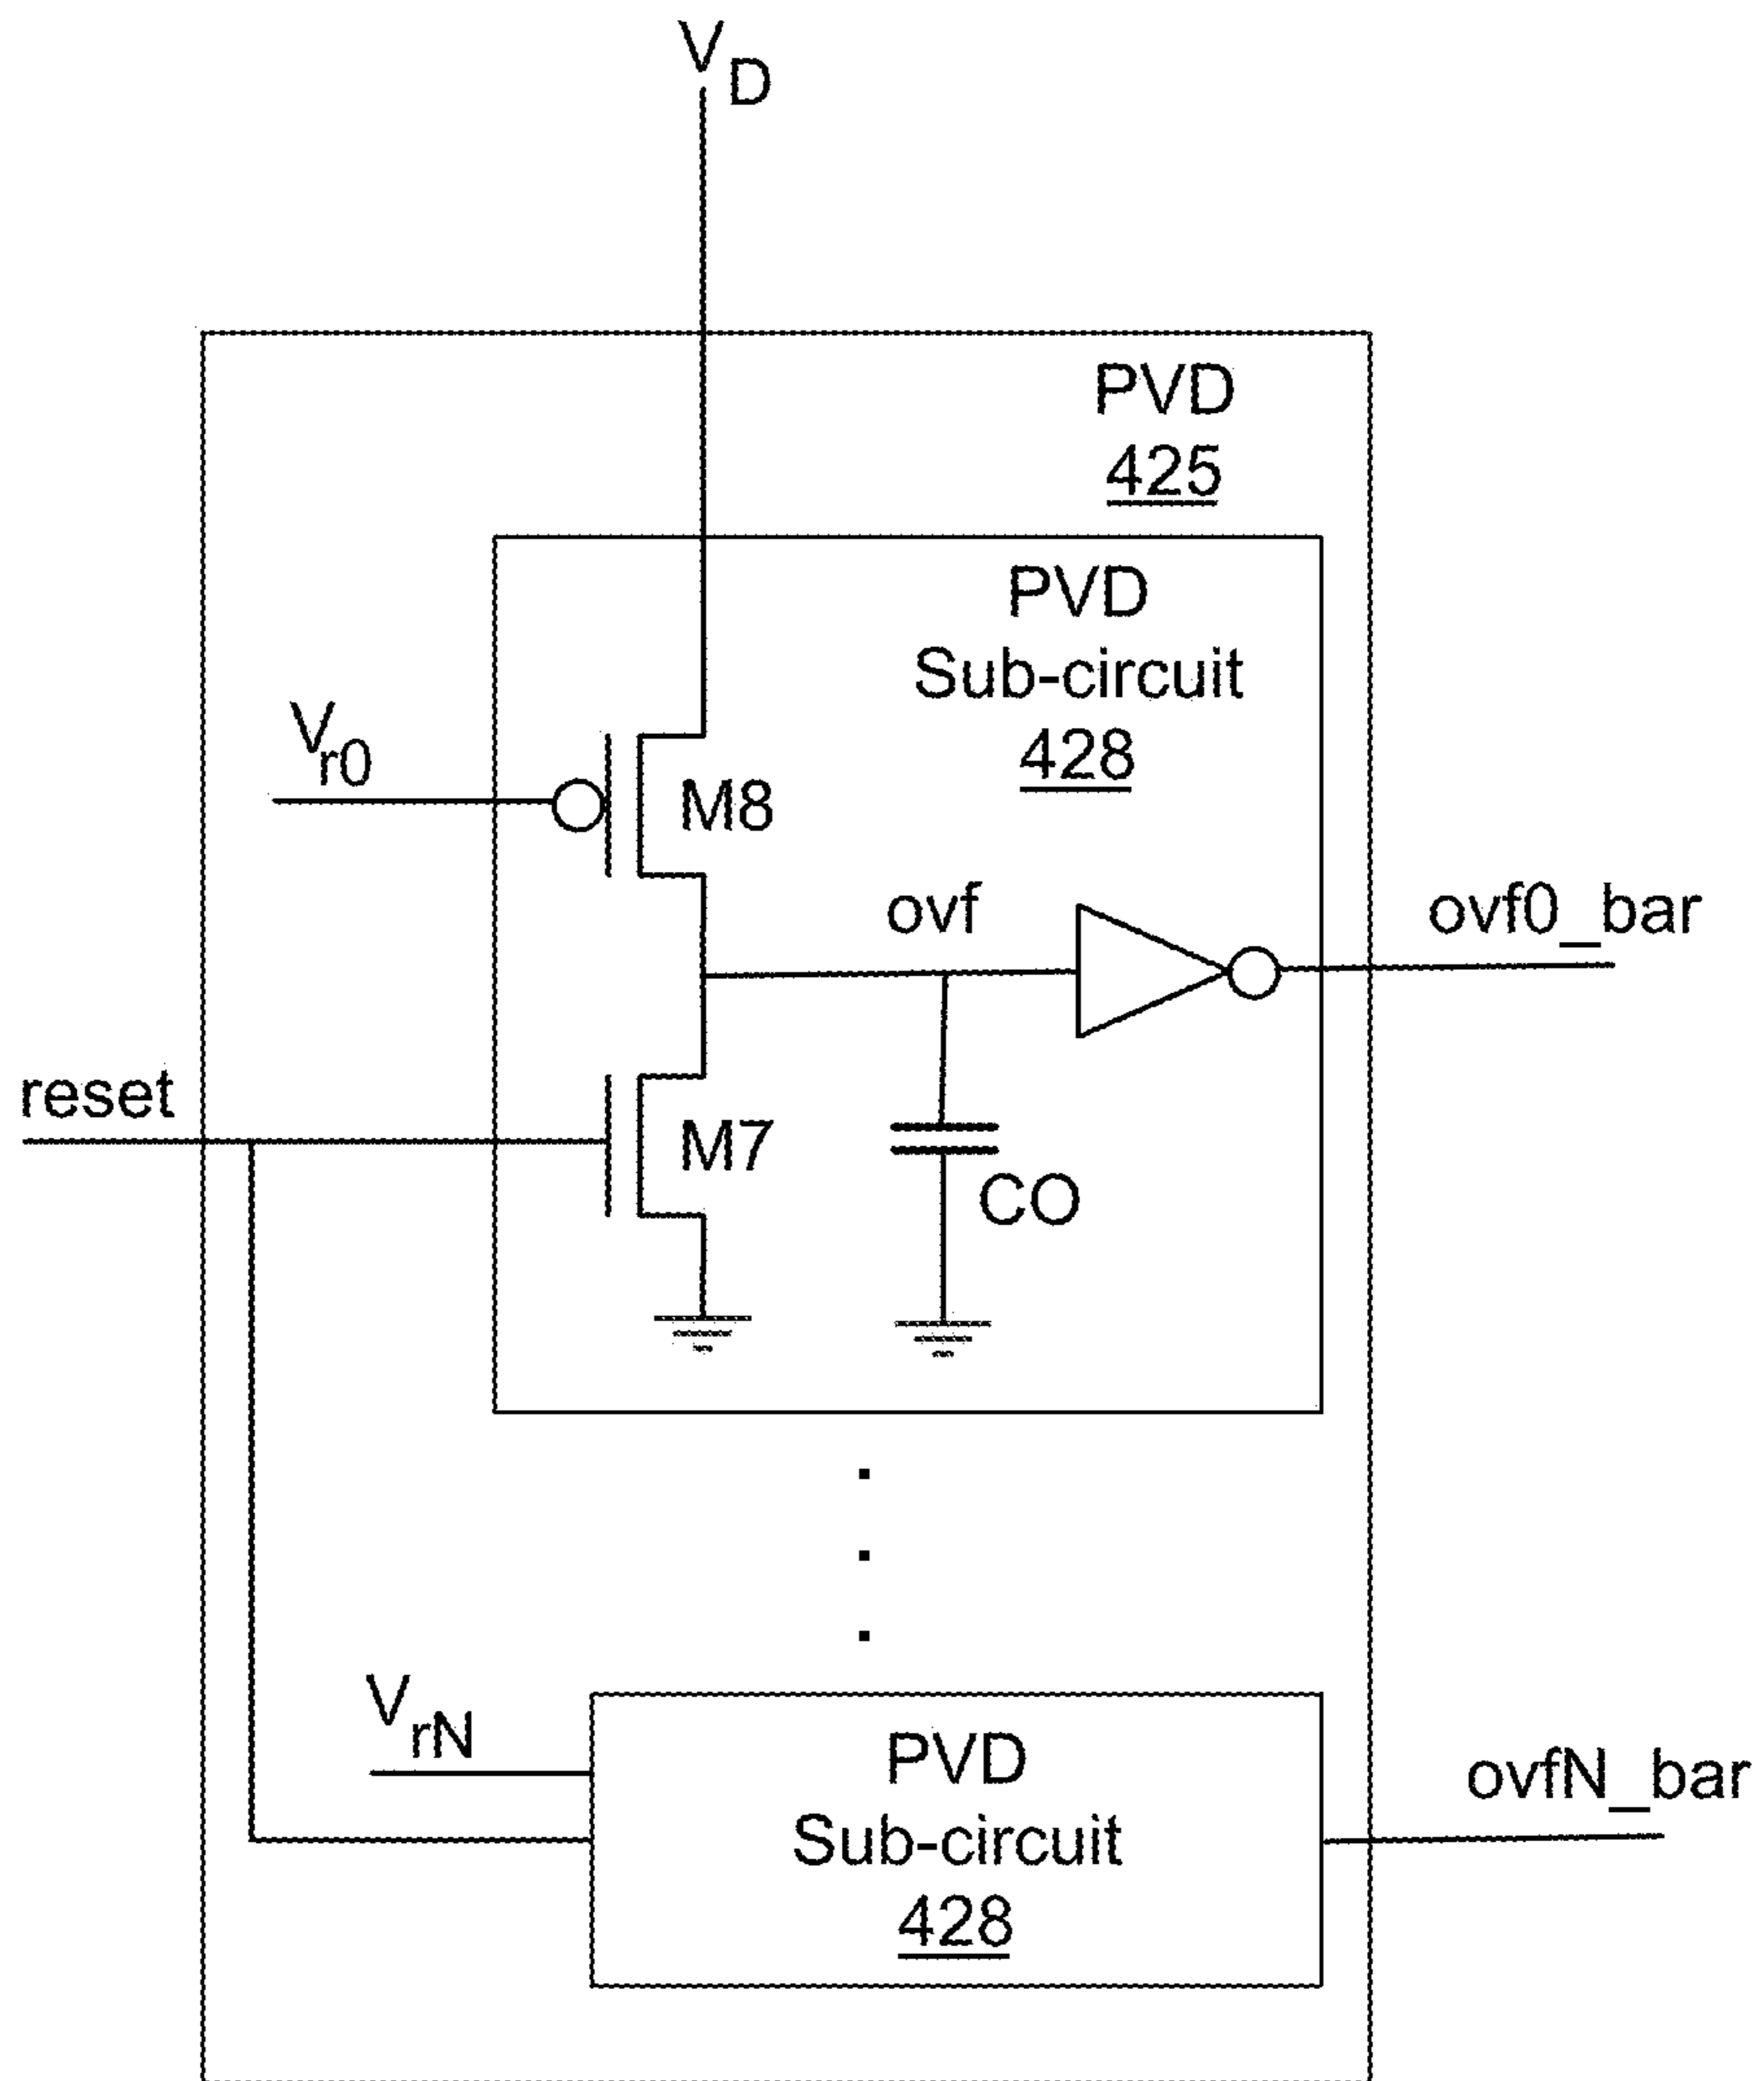 VD
PVD
425
PVD
Sub-circuit
428
Vr0
M8
ovf
ovf0_bar
reset
M7
CO
VrN
PVD
Sub-circuit
428
ovfN_bar